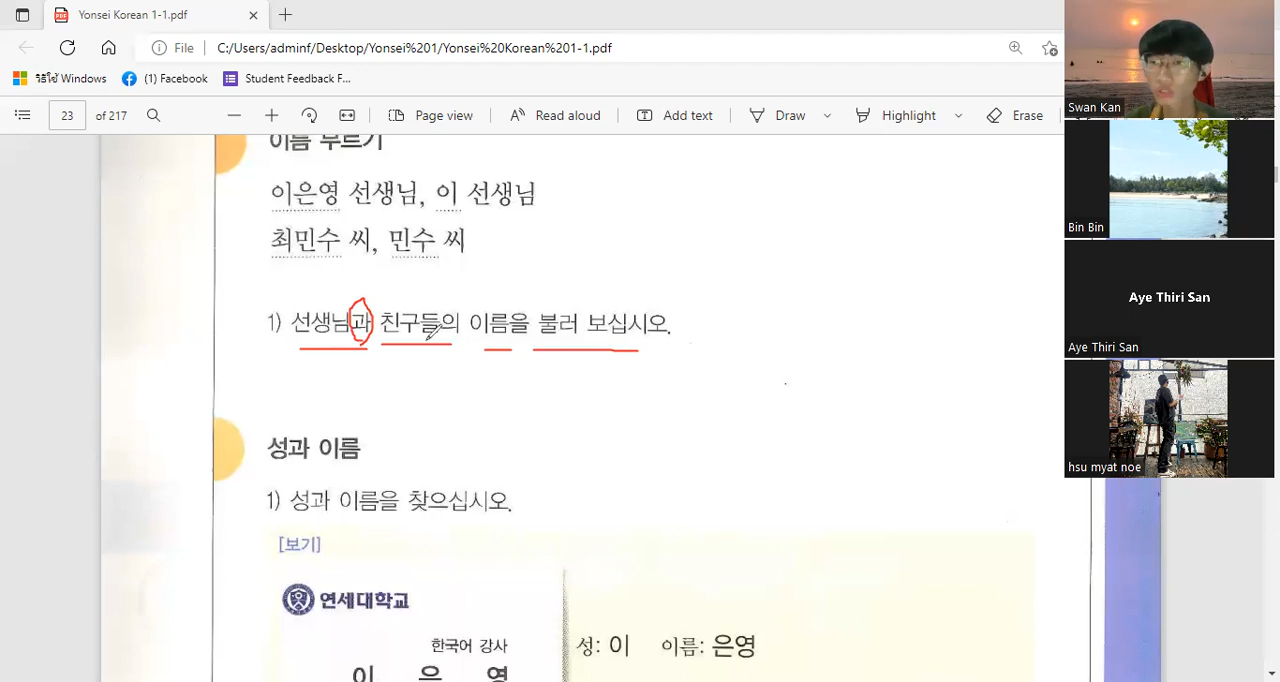 Yonsei Korean 1-1.pdf
File
C:/Users/adminf/Desktop/Yonsei%201/Yonsei%20Korean%201-1.pdf
วิธีใช้ Windows
(1) Facebook
Student Feedback F...
23 of 217
Page view
Read aloud
Add text
Draw
Highlight
Erase
이름 부르기
이은영 선생님, 이 선생님
최민수 씨, 민수 씨
1) 선생님과 친구들의 이름을 불러 보십시오.
성과 이름
1) 성과 이름을 찾으십시오.
[보기]
연세대학교
한국어 강사
이 은 영
성: 이 이름: 은영
Swan Kan
Bin Bin
Aye Thiri San
Aye Thiri San
hsu myat noe